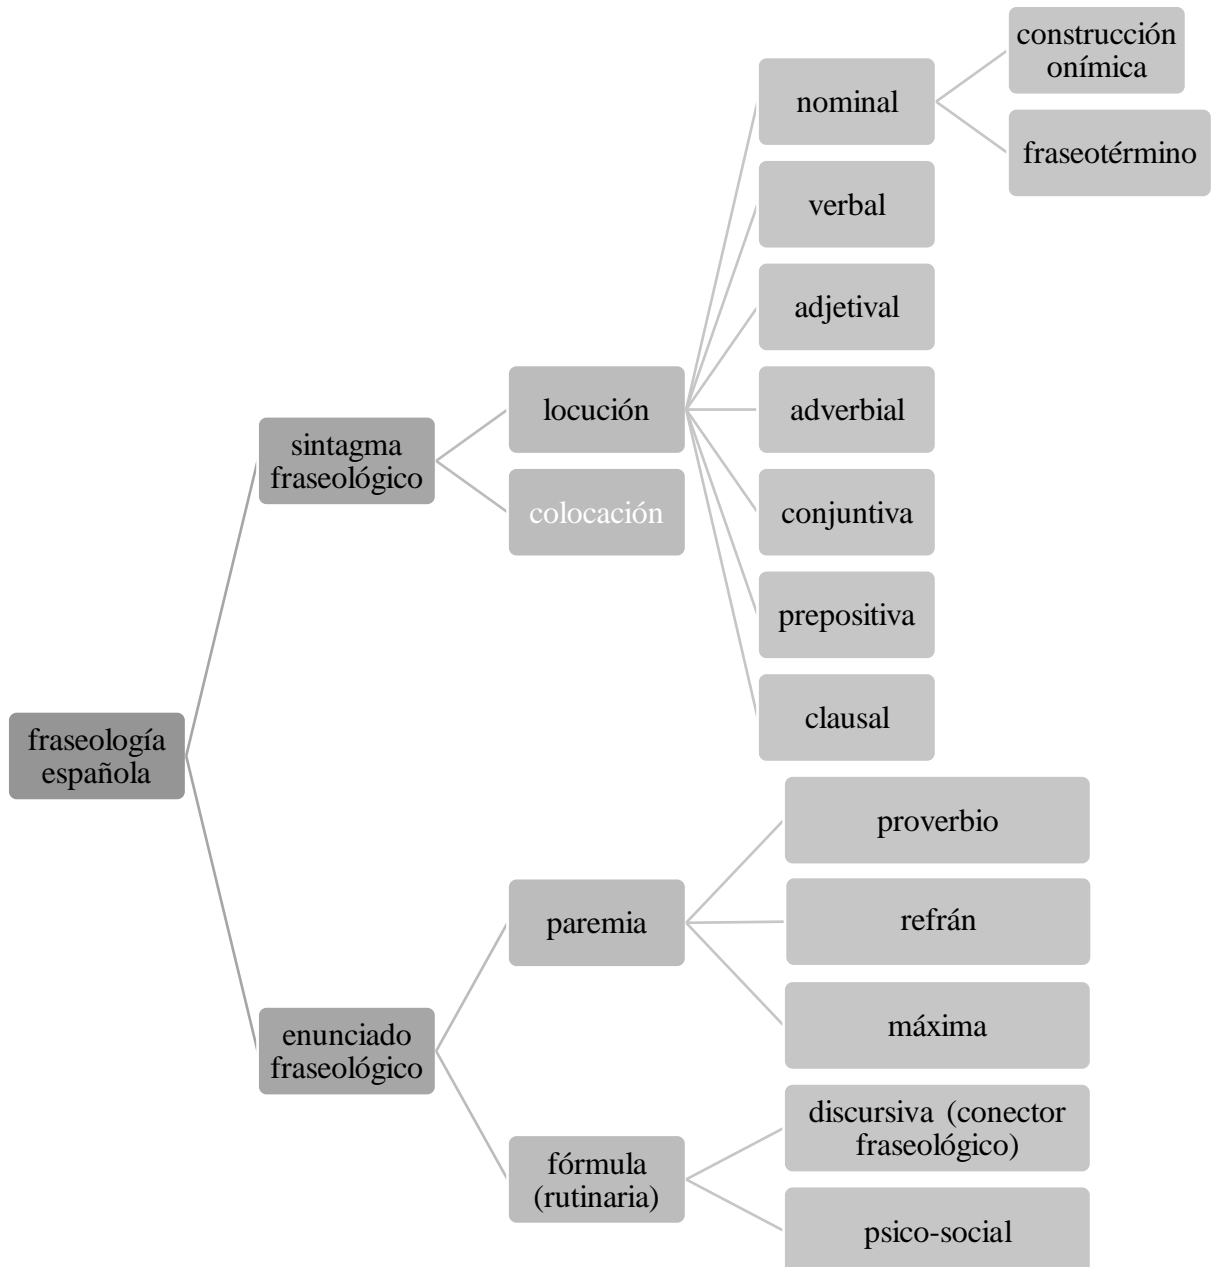 construcción
onímica
nominal
fraseotérmino
verbal
adjetival
locución
adverbial
sintagma
fraseológico
colocación
conjuntiva
prepositiva
clausal
fraseología
española
proverbio
paremia
refrán
máxima
enunciado
fraseológico
discursiva (conector
fraseológico)
fórmula
(rutinaria)
psico-social